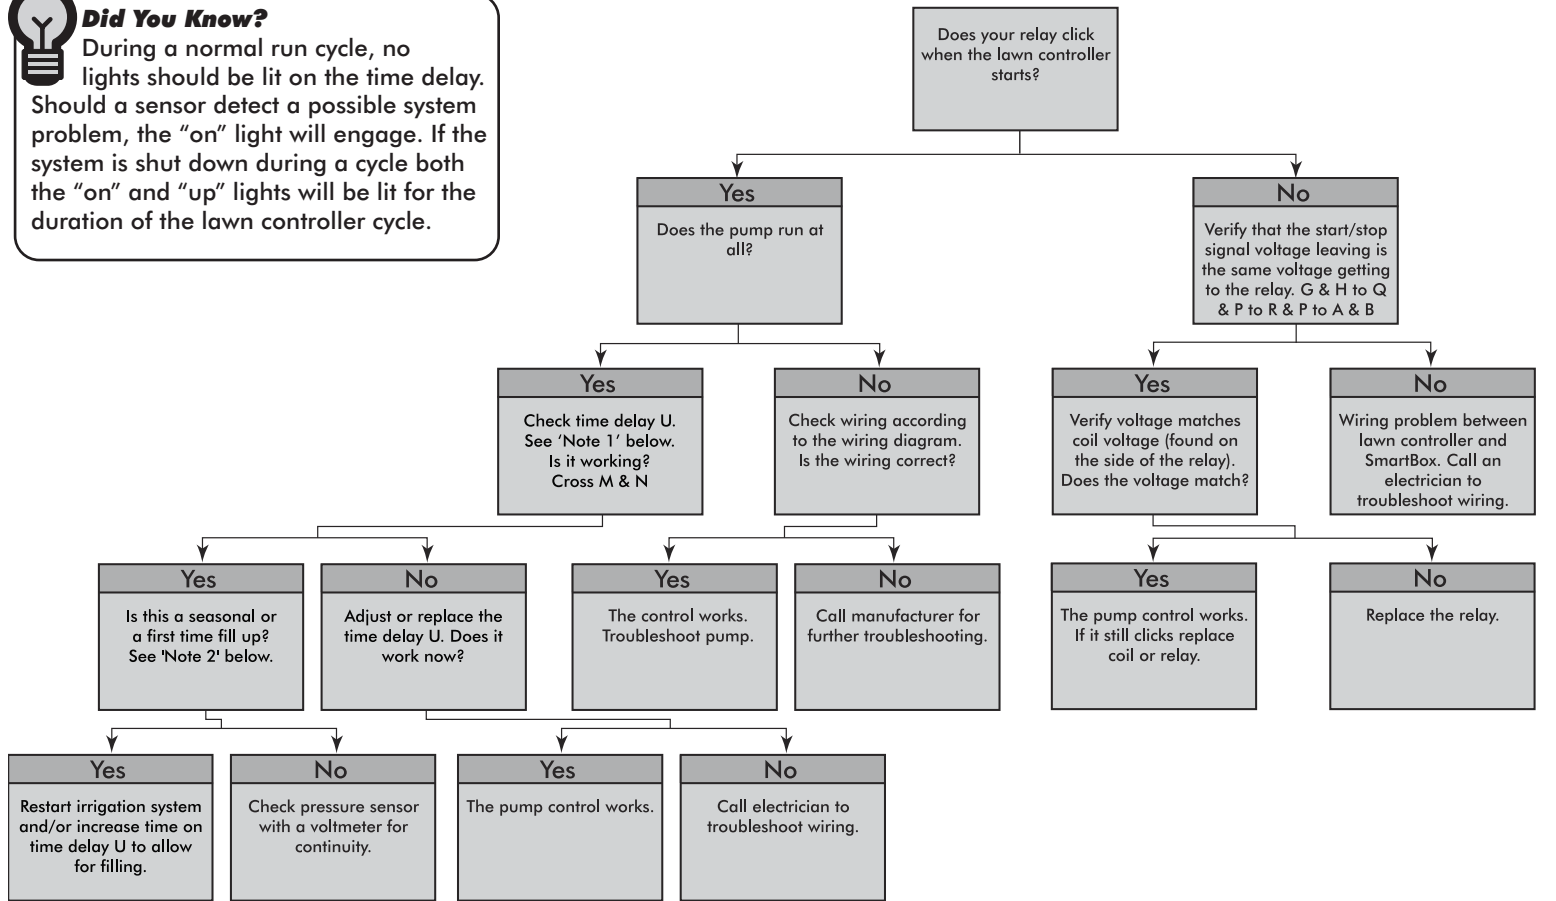 Did You Know?
During a normal run cycle, no
lights should be lit on the time delay.
Should a sensor detect a possible system
problem, the “on” light will engage. If the
system is shut down during a cycle both
the “on” and “up” lights will be lit for the
duration of the lawn controller cycle.
Does your relay click
when the lawn controller
starts?
Yes
Does the pump run at
all?
No
Verify that the start/stop
signal voltage leaving is
the same voltage getting
to the relay. G & H to Q
& P to R & P to A & B
Yes
Check time delay U.
See ‘Note 1’ below.
Is it working?
Cross M & N
No
Check wiring according
to the wiring diagram.
Is the wiring correct?
Yes
Verify voltage matches
coil voltage (found on
the side of the relay).
Does the voltage match?
No
Wiring problem between
lawn controller and
SmartBox. Call an
electrician to
troubleshoot wiring.
Yes
Is this a seasonal or
a first time fill up?
See 'Note 2' below.
No
Adjust or replace the
time delay U. Does it
work now?
Yes
The control works.
Troubleshoot pump.
No
Call manufacturer for
further troubleshooting.
Yes
The pump control works.
If it still clicks replace
coil or relay.
No
Replace the relay.
Yes
Restart irrigation system
and/or increase time on
time delay U to allow
for filling.
No
Check pressure sensor
with a voltmeter for
continuity.
Yes
The pump control works.
No
Call electrician to
troubleshoot wiring.